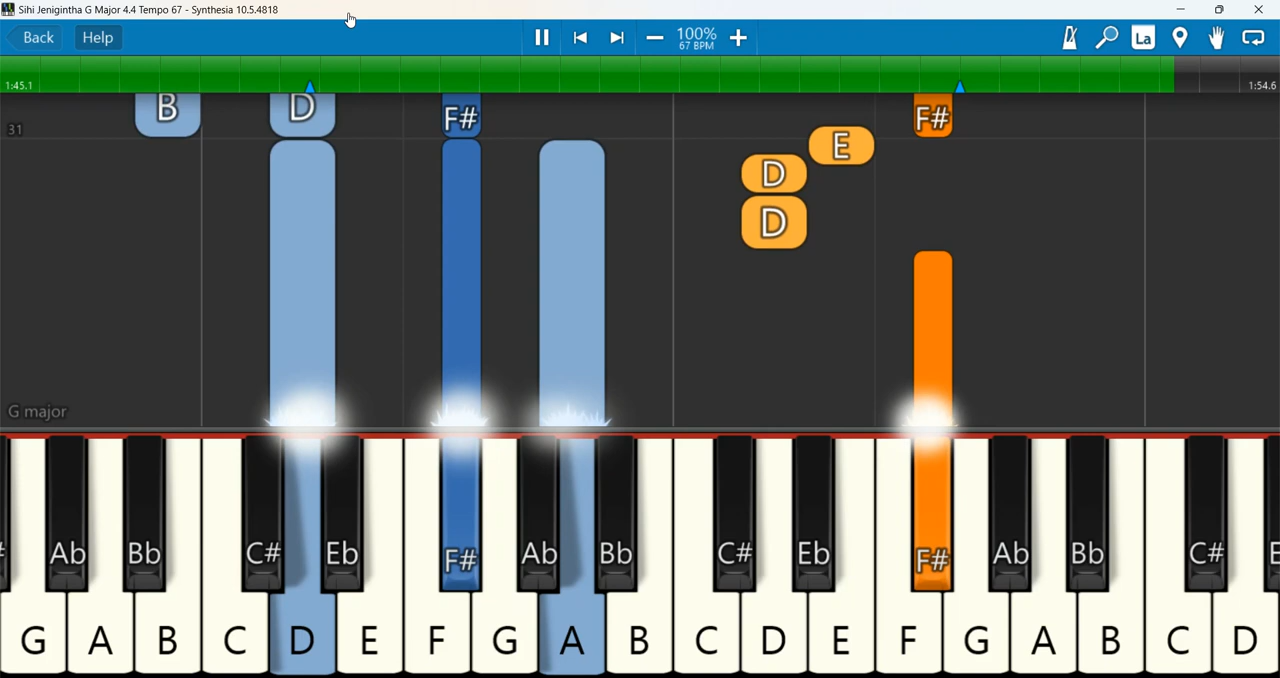 Sihi Jenigintha G Major 4.4 Tempo 67 - Synthesia 10.5.4818
Back Help 100% La
67 BPM
1:45.1 1:54.6
B D F# F#
31 E
D
D
G major
# Ab Bb C# Eb F# Ab Bb C# Eb F# Ab Bb C# E
G A B C D E F G A B C D E F G A B C D